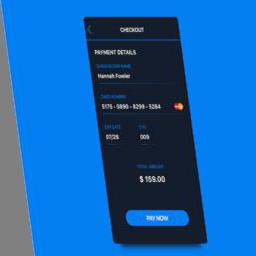 CHECKOUT
PAYMENT DETAILS
CARDHOLDER NAME
Hannah Fowler
CARD NUMBER
5175 - 0890 - 8299 - 5284
EXP DATE CVV
07/26 009
TOTAL AMOUNT
$ 159.00
PAY NOW